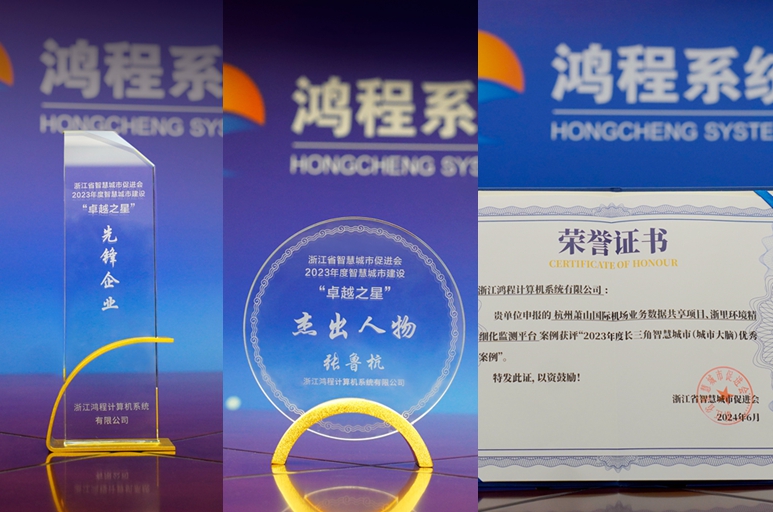 鸿程系
HONGCHENG SYS
浙江省智慧城市促进会
2023年度智慧城市建设
“卓越之星”
先锋企业
浙江鸿程计算机系统
有限公司
鸿程系
HONGCHENG SYS
浙江省智慧城市促进会
2023年度智慧城市建设
“卓越之星”
杰出人物
张鲁杭
浙江鸿程计算机系统有限公司
鸿程系统
HONGCHENG SYSTE
荣誉证书
CERTIFICATE OF HONOUR
浙江鸿程计算机系统有限公司：
贵单位申报的 杭州萧山国际机场业务数据共享项目、浙里环境精
细化监测平台 案例获评“2023年度长三角智慧城市（城市大脑）优秀
案例”。
特发此证，以资鼓励！
浙江省智慧城市促进会
2024年6月